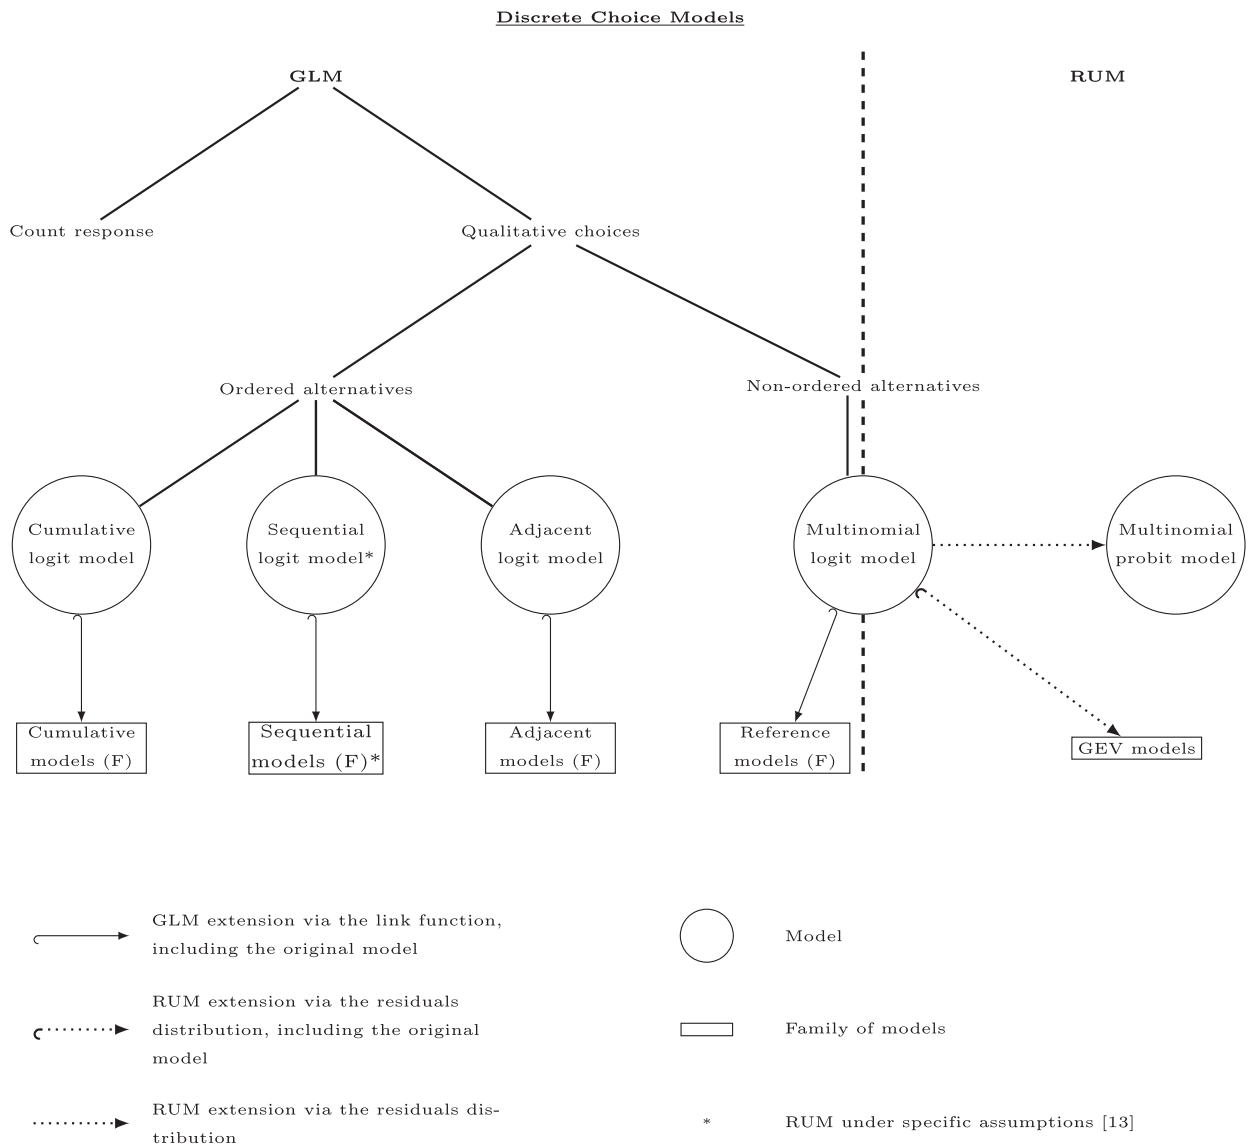 Discrete Choice Models
GLM
RUM
Count response
Qualitative choices
Ordered alternatives
Non-ordered alternatives
Cumulative
logit model
Sequential
logit model*
Adjacent
logit model
Multinomial
logit model
Multinomial
probit model
Cumulative
models (F)
Sequential
models (F)*
Adjacent
models (F)
Reference
models (F)
GEV models
GLM extension via the link function,
including the original model
Model
RUM extension via the residuals
distribution, including the original
model
Family of models
RUM extension via the residuals dis-
tribution
* RUM under specific assumptions [13]